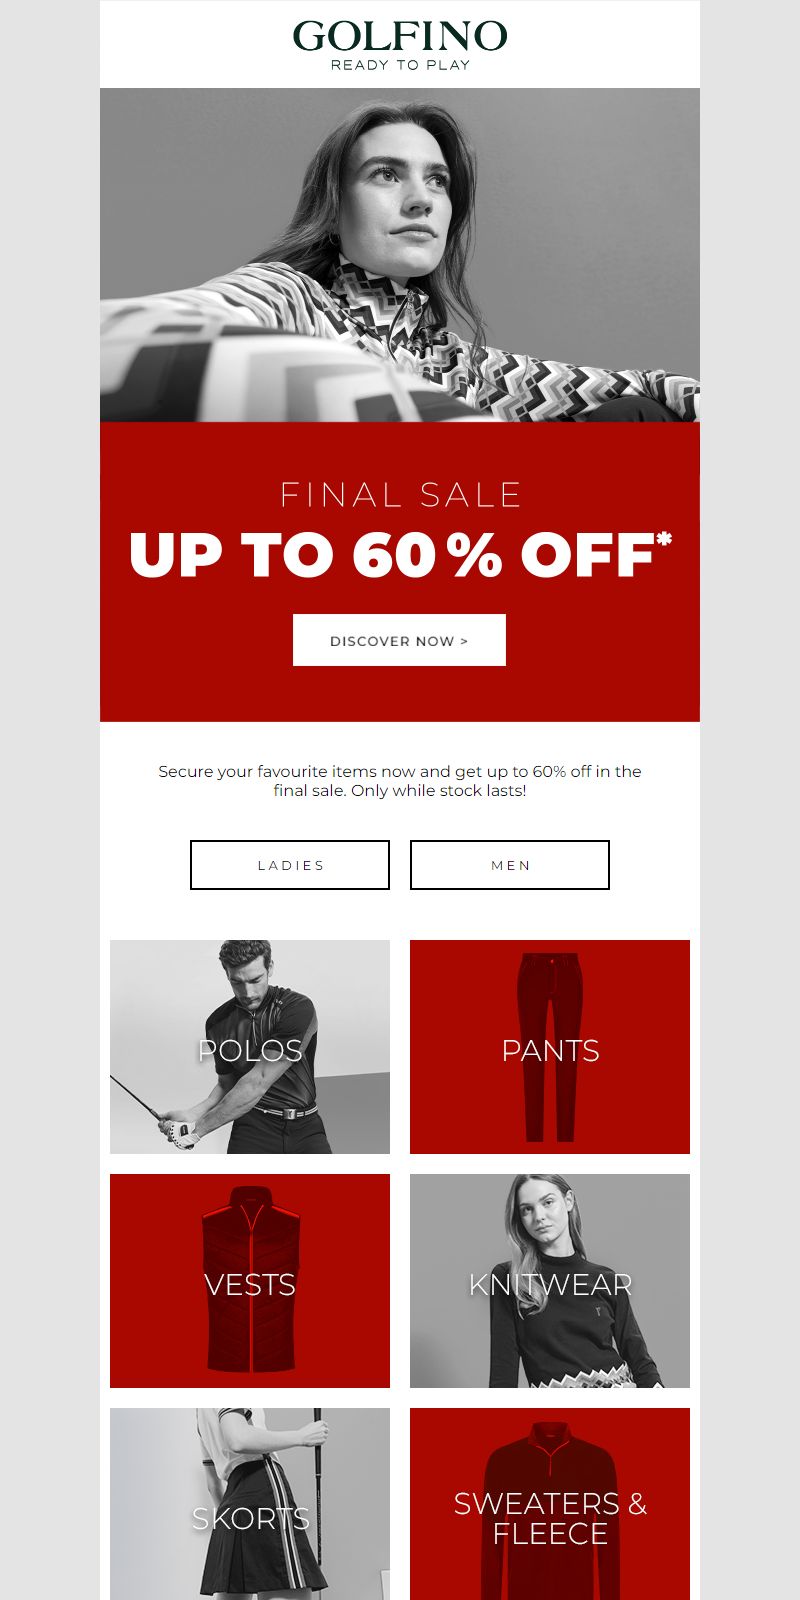 GOLFINO
READY TO PLAY
FINAL SALE
UP TO 60% OFF*
DISCOVER NOW >
Secure your favourite items now and get up to 60% off in the
final sale. Only while stock lasts!
LADIES
MEN
POLOS
PANTS
VESTS
KNITWEAR
SKORTS
SWEATERS &
FLEECE